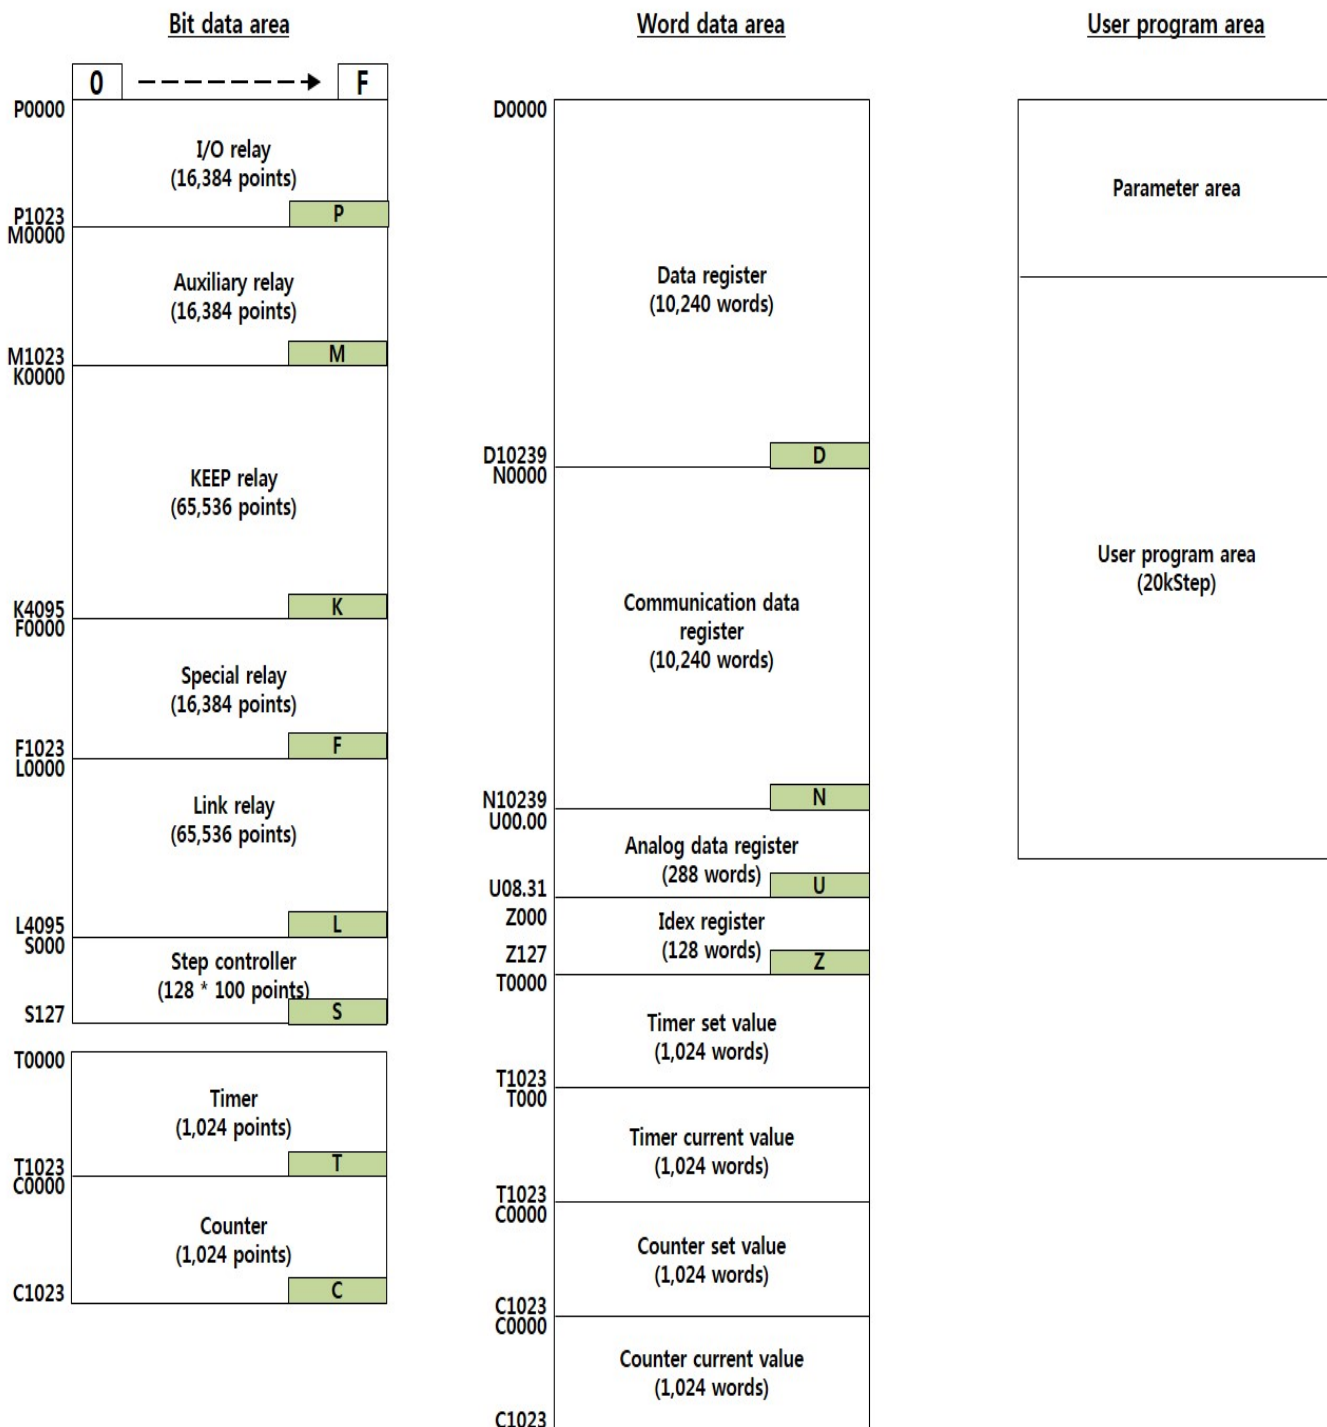 Bit data area
0
F
P0000
I/O relay
(16,384 points)
P
P1023
M0000
Auxiliary relay
(16,384 points)
M
M1023
K0000
KEEP relay
(65,536 points)
K
K4095
F0000
Special relay
(16,384 points)
F
F1023
L0000
Link relay
(65,536 points)
L
L4095
S000
Step controller
(128 * 100 points)
S
S127
T0000
Timer
(1,024 points)
T
T1023
C0000
Counter
(1,024 points)
C
C1023
Word data area
D0000
Data register
(10,240 words)
D
D10239
N0000
Communication data
register
(10,240 words)
N
N10239
U00.00
Analog data register
(288 words)
U
U08.31
Z000
Idex register
(128 words)
Z127
Z
T0000
Timer set value
(1,024 words)
T1023
T000
Timer current value
(1,024 words)
T1023
C0000
Counter set value
(1,024 words)
C1023
C0000
Counter current value
(1,024 words)
C1023
User program area
Parameter area
User program area
(20kStep)